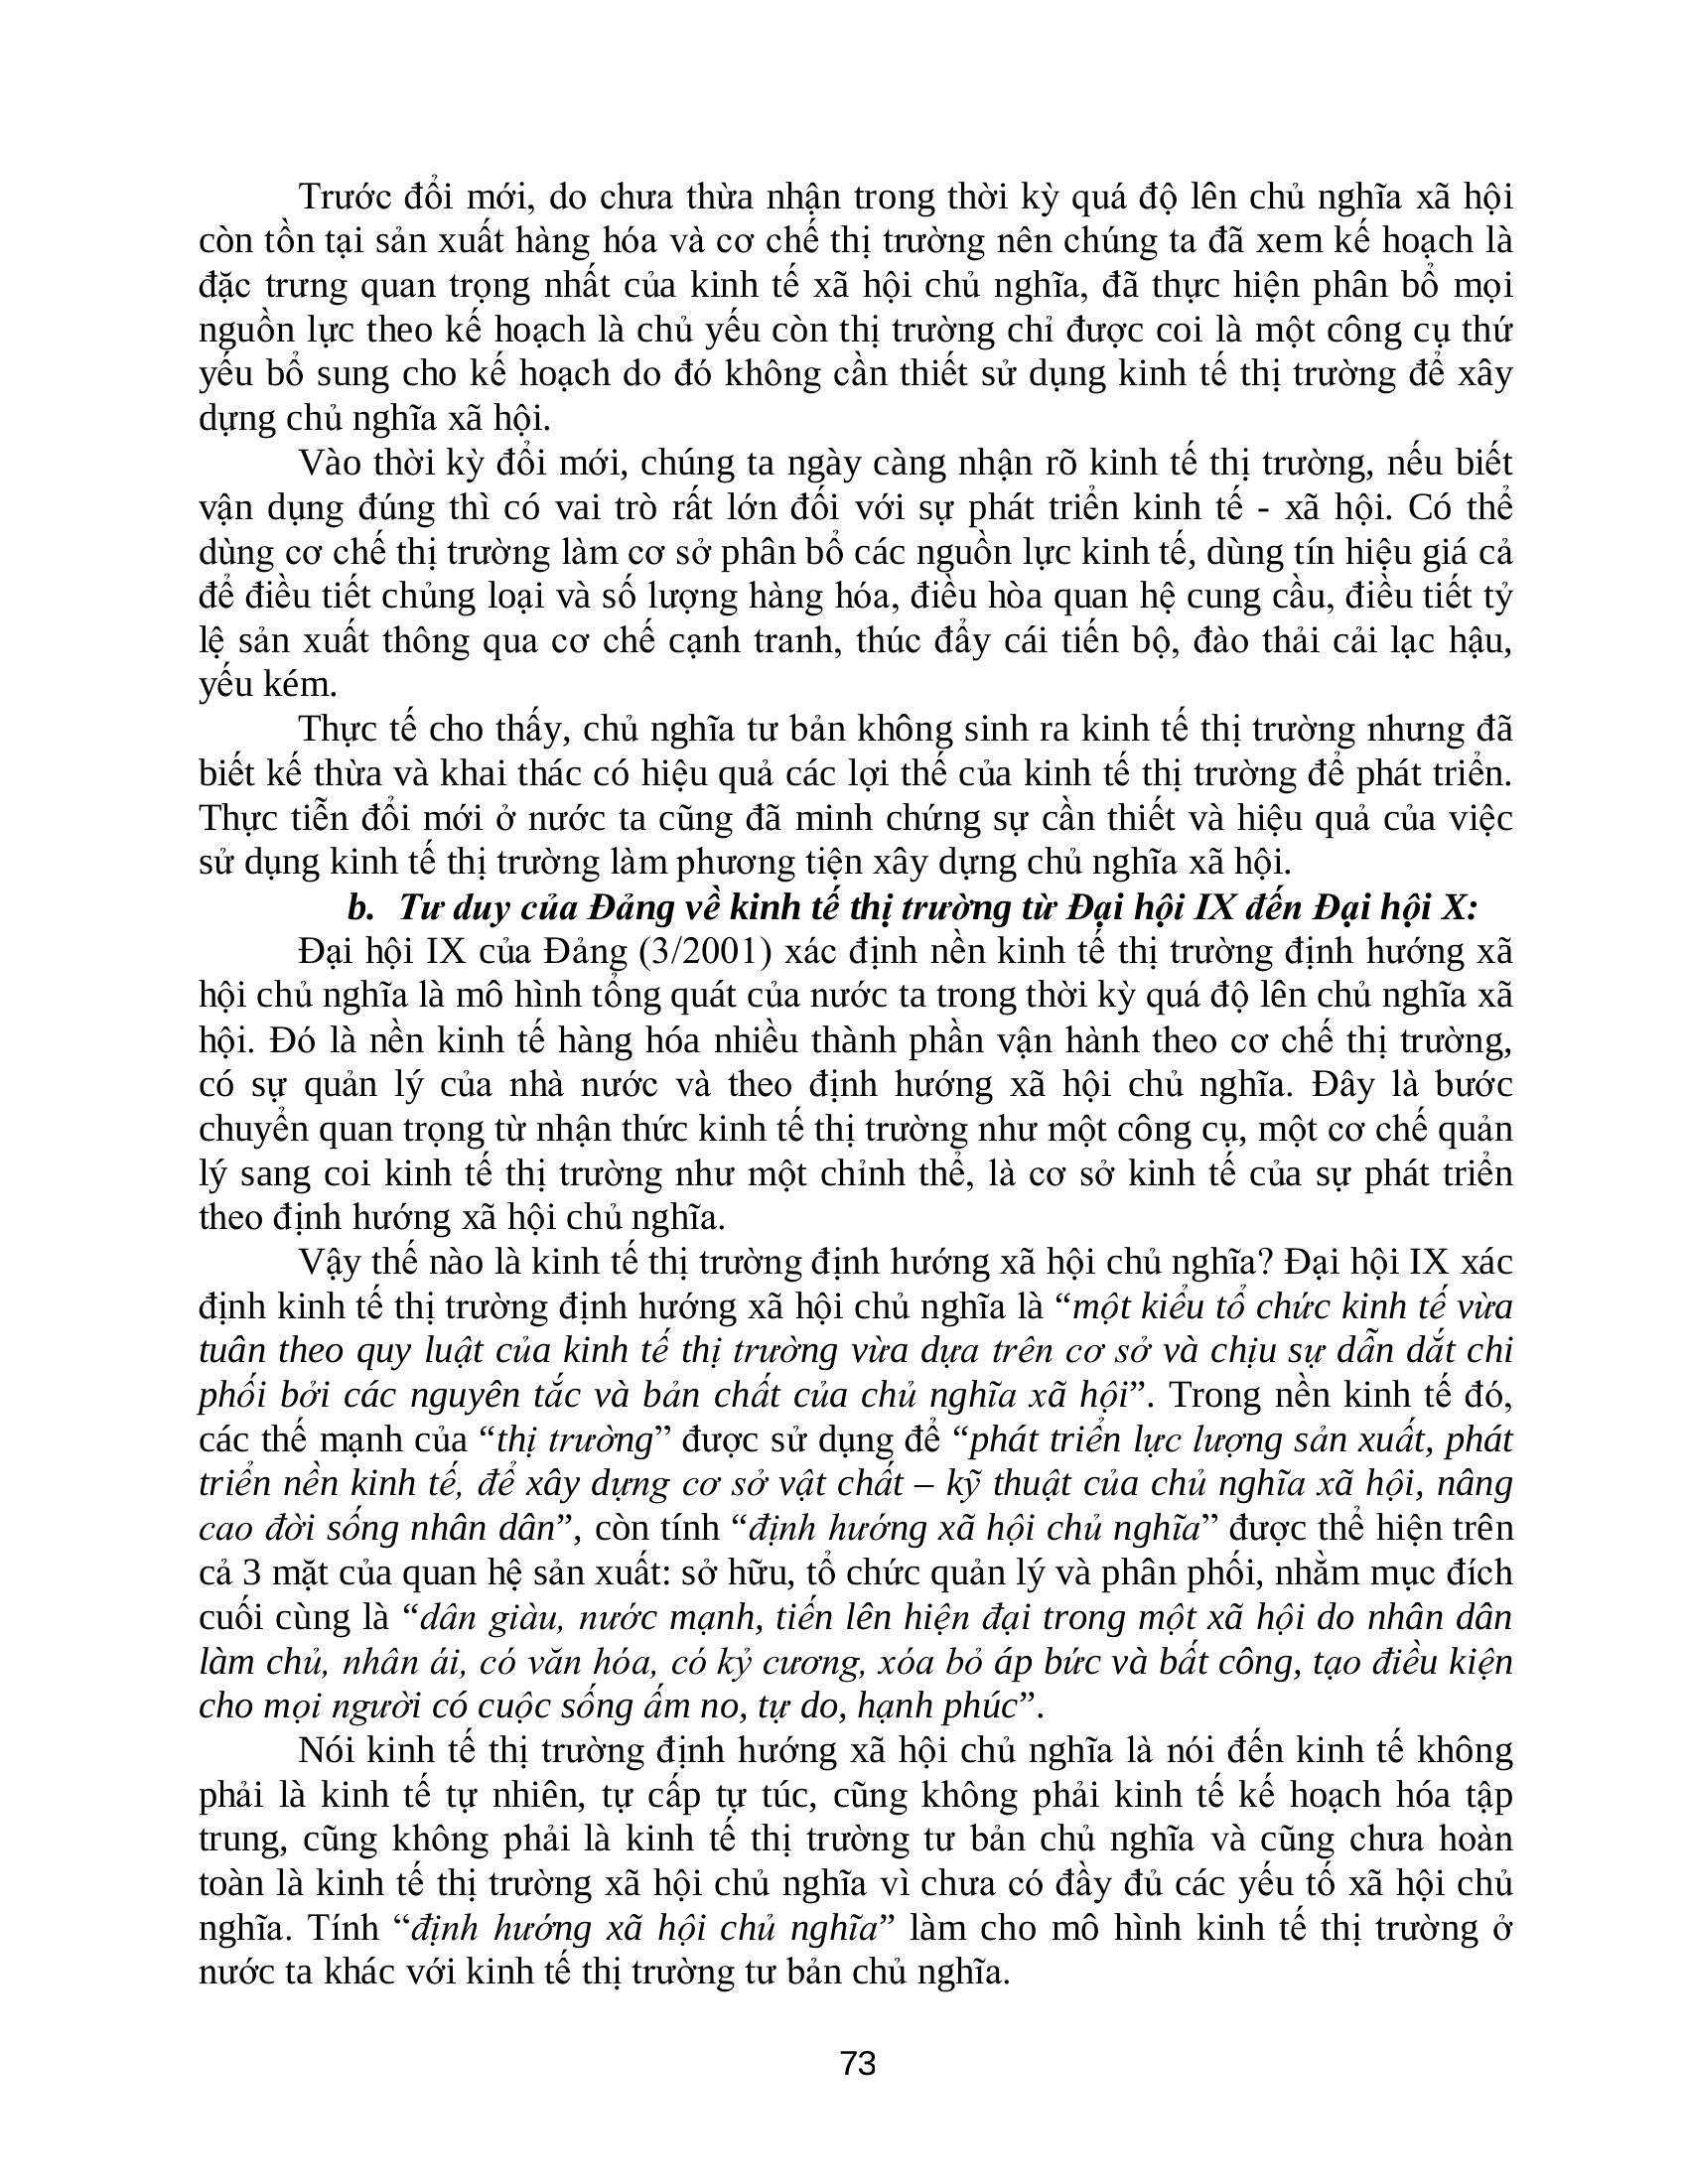 Trước đổi mới, do chưa thừa nhận trong thời kỳ quá độ lên chủ nghĩa xã hội
còn tồn tại sản xuất hàng hóa và cơ chế thị trường nên chúng ta đã xem kế hoạch là
đặc trưng quan trọng nhất của kinh tế xã hội chủ nghĩa, đã thực hiện phân bổ mọi
nguồn lực theo kế hoạch là chủ yếu còn thị trường chỉ được coi là một công cụ thứ
yếu bổ sung cho kế hoạch do đó không cần thiết sử dụng kinh tế thị trường để xây
dựng chủ nghĩa xã hội.
Vào thời kỳ đổi mới, chúng ta ngày càng nhận rõ kinh tế thị trường, nếu biết
vận dụng đúng thì có vai trò rất lớn đối với sự phát triển kinh tế - xã hội. Có thể
dùng cơ chế thị trường làm cơ sở phân bổ các nguồn lực kinh tế, dùng tín hiệu giá cả
để điều tiết chủng loại và số lượng hàng hóa, điều hòa quan hệ cung cầu, điều tiết tỷ
lệ sản xuất thông qua cơ chế cạnh tranh, thúc đẩy cái tiến bộ, đào thải cải lạc hậu,
yếu kém.
Thực tế cho thấy, chủ nghĩa tư bản không sinh ra kinh tế thị trường nhưng đã
biết kế thừa và khai thác có hiệu quả các lợi thế của kinh tế thị trường để phát triển.
Thực tiễn đổi mới ở nước ta cũng đã minh chứng sự cần thiết và hiệu quả của việc
sử dụng kinh tế thị trường làm phương tiện xây dựng chủ nghĩa xã hội.
b. Tư duy của Đảng về kinh tế thị trường từ Đại hội IX đến Đại hội X:
Đại hội IX của Đảng (3/2001) xác định nền kinh tế thị trường định hướng xã
hội chủ nghĩa là mô hình tổng quát của nước ta trong thời kỳ quá độ lên chủ nghĩa xã
hội. Đó là nền kinh tế hàng hóa nhiều thành phần vận hành theo cơ chế thị trường,
có sự quản lý của nhà nước và theo định hướng xã hội chủ nghĩa. Đây là bước
chuyển quan trọng từ nhận thức kinh tế thị trường như một công cụ, một cơ chế quản
lý sang coi kinh tế thị trường như một chỉnh thể, là cơ sở kinh tế của sự phát triển
theo định hướng xã hội chủ nghĩa.
Vậy thế nào là kinh tế thị trường định hướng xã hội chủ nghĩa? Đại hội IX xác
định kinh tế thị trường định hướng xã hội chủ nghĩa là “một kiểu tổ chức kinh tế vừa
tuân theo quy luật của kinh tế thị trường vừa dựa trên cơ sở và chịu sự dẫn dắt chi
phối bởi các nguyên tắc và bản chất của chủ nghĩa xã hội”. Trong nền kinh tế đó,
các thế mạnh của “thị trường” được sử dụng để “phát triển lực lượng sản xuất, phát
triển nền kinh tế, để xây dựng cơ sở vật chất – kỹ thuật của chủ nghĩa xã hội, nâng
cao đời sống nhân dân”, còn tính “định hướng xã hội chủ nghĩa” được thể hiện trên
cả 3 mặt của quan hệ sản xuất: sở hữu, tổ chức quản lý và phân phối, nhằm mục đích
cuối cùng là “dân giàu, nước mạnh, tiến lên hiện đại trong một xã hội do nhân dân
làm chủ, nhân ái, có văn hóa, có kỷ cương, xóa bỏ áp bức và bất công, tạo điều kiện
cho mọi người có cuộc sống ấm no, tự do, hạnh phúc”.
Nói kinh tế thị trường định hướng xã hội chủ nghĩa là nói đến kinh tế không
phải là kinh tế tự nhiên, tự cấp tự túc, cũng không phải kinh tế kế hoạch hóa tập
trung, cũng không phải là kinh tế thị trường tư bản chủ nghĩa và cũng chưa hoàn
toàn là kinh tế thị trường xã hội chủ nghĩa vì chưa có đầy đủ các yếu tố xã hội chủ
nghĩa. Tính “định hướng xã hội chủ nghĩa” làm cho mô hình kinh tế thị trường ở
nước ta khác với kinh tế thị trường tư bản chủ nghĩa.
73